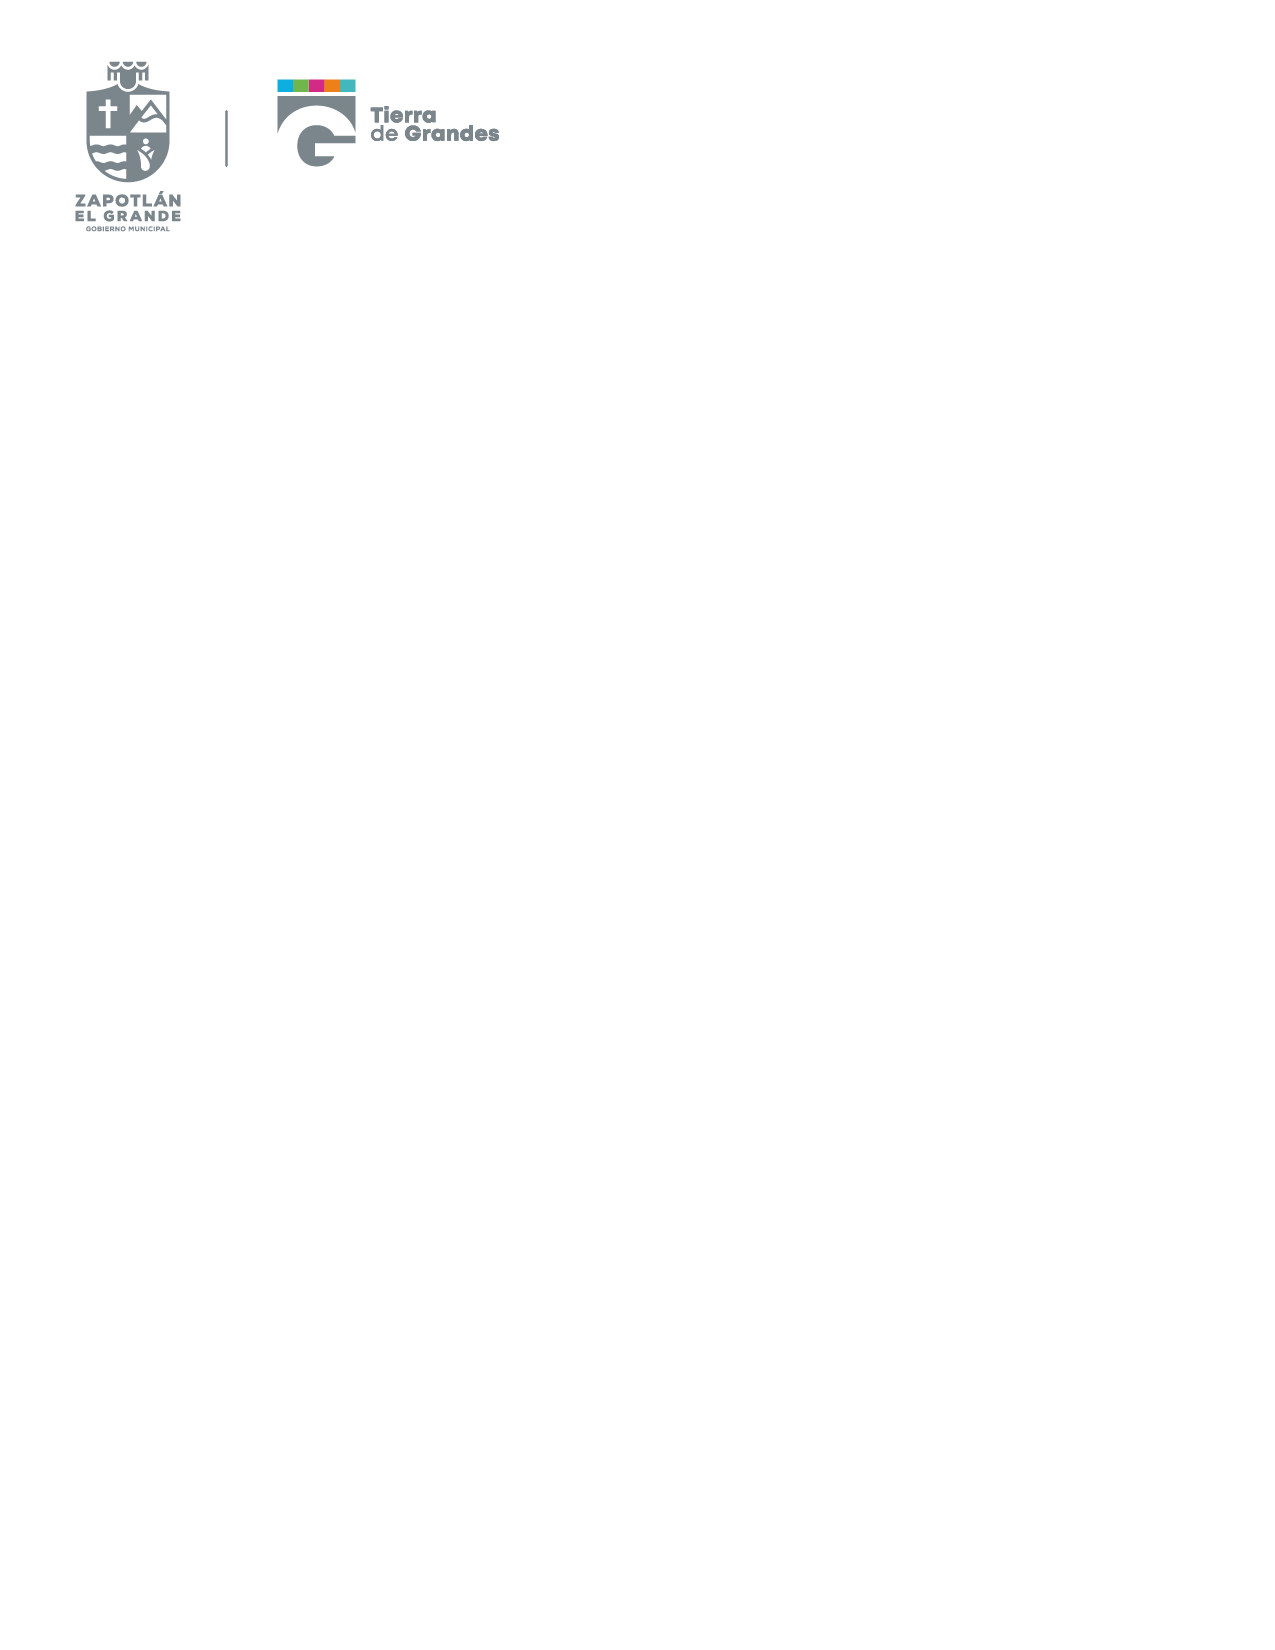 ZAPOTLÁN
EL GRANDE
GOBIERNO MUNICIPAL
Tierra
de Grandes